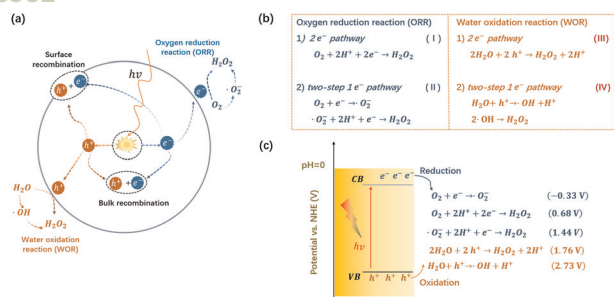 (a)
Surface recombination
Oxygen reduction reaction (ORR)
hν
H₂O₂
· O₂⁻
O₂
e⁻
h⁺ + e⁻
h⁺
e⁻
h⁺ + e⁻
Bulk recombination
h⁺
H₂O
· OH
H₂O₂
Water oxidation reaction (WOR)
(b)
Oxygen reduction reaction (ORR)
1) 2 e⁻ pathway (I)
O₂ + 2H⁺ + 2e⁻ → H₂O₂
2) two-step 1 e⁻ pathway (II)
O₂ + e⁻ → · O₂⁻
· O₂⁻ + 2H⁺ + e⁻ → H₂O₂
Water oxidation reaction (WOR)
1) 2 e⁻ pathway (III)
2H₂O + 2 h⁺ → H₂O₂ + 2H⁺
2) two-step 1 e⁻ pathway (IV)
H₂O + h⁺ → · OH + H⁺
2 · OH → H₂O₂
(c)
pH=0
Potential vs. NHE (V)
CB e⁻ e⁻ e⁻
hν
VB h⁺ h⁺ h⁺
Reduction
O₂ + e⁻ → · O₂⁻ (−0.33 V)
O₂ + 2H⁺ + 2e⁻ → H₂O₂ (0.68 V)
· O₂⁻ + 2H⁺ + e⁻ → H₂O₂ (1.44 V)
2H₂O + 2 h⁺ → H₂O₂ + 2H⁺ (1.76 V)
H₂O + h⁺ → · OH + H⁺ (2.73 V)
Oxidation